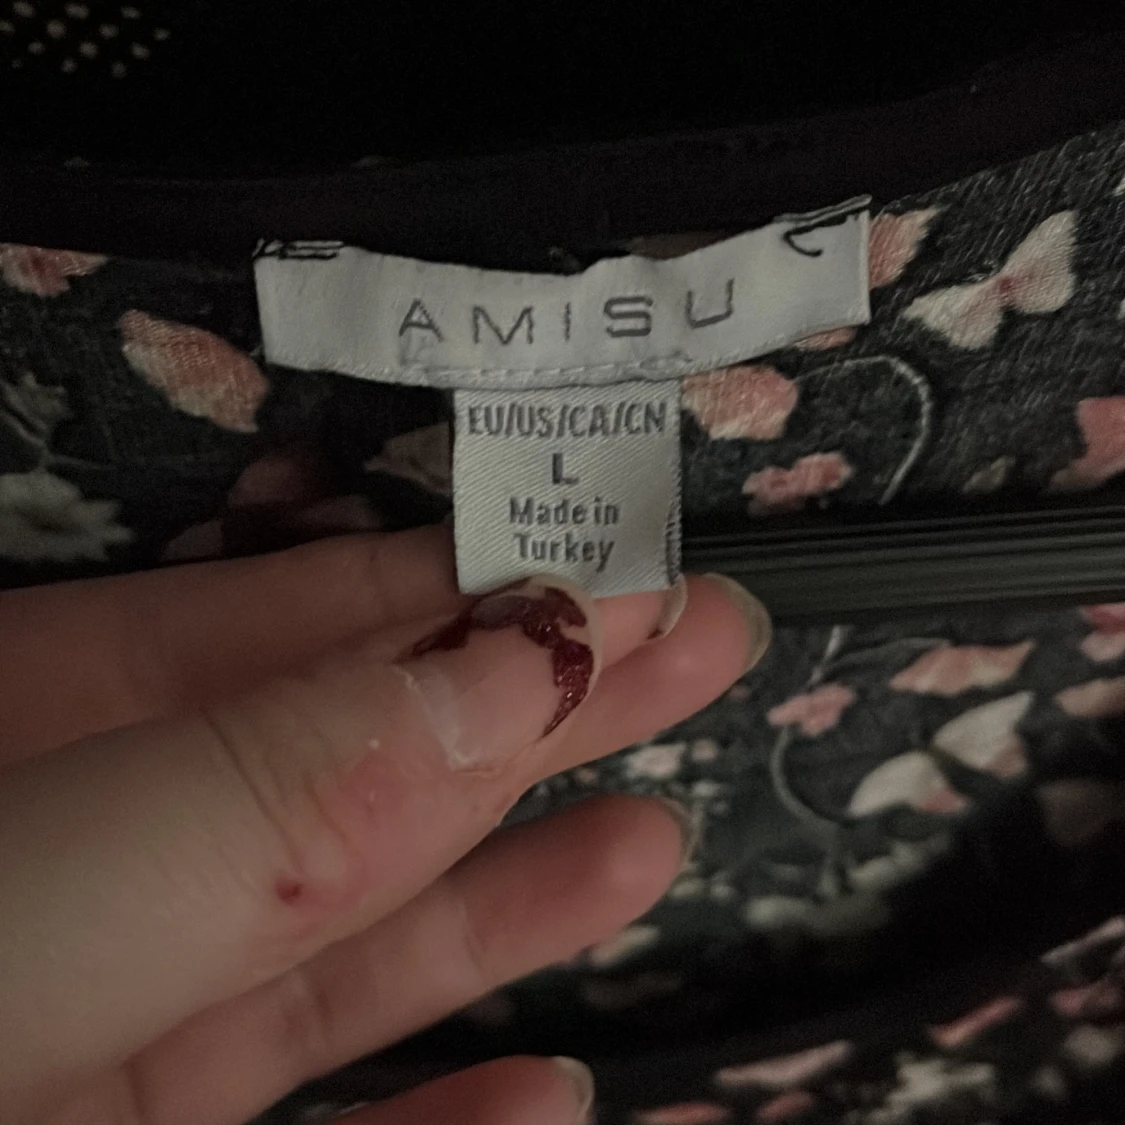 AMISU
EU/US/CA/CN
L
Made in
Turkey